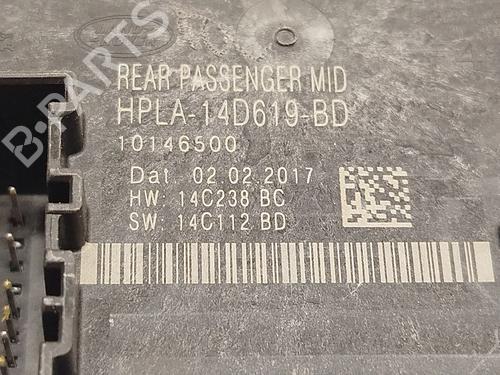 REAR PASSENGER MID
HPLA-14D619-BD
10146500
Dat. 02.02.2017
HW: 14C238 BC
SW: 14C112 BD
B-PARTS